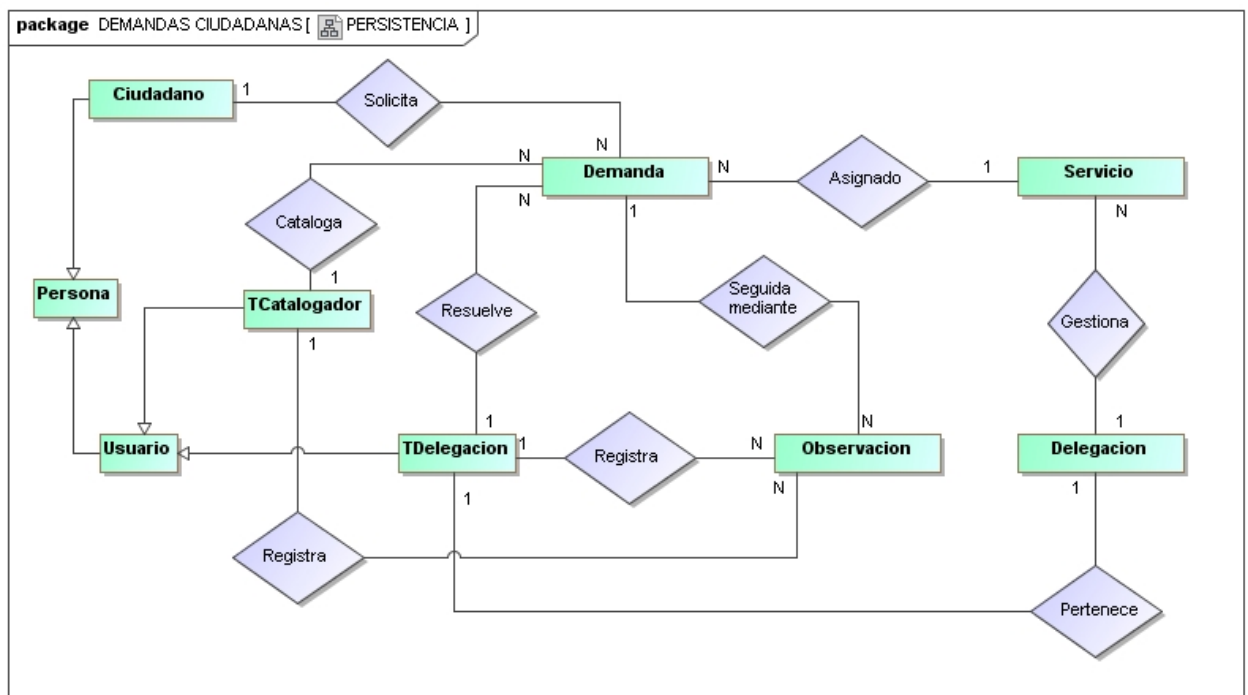 package DEMANDAS CIUDADANAS [ PERSISTENCIA ]
Ciudadano
1
Solicita
N
N
Demanda
N
Asignado
1
Servicio
N
1
N
Cataloga
1
Persona
TCatalogador
1
Resuelve
Seguida
mediante
Gestiona
1
N
1
Usuario
TDelegacion
1
Registra
N
Observacion
Delegacion
1
N
1
Registra
Pertenece